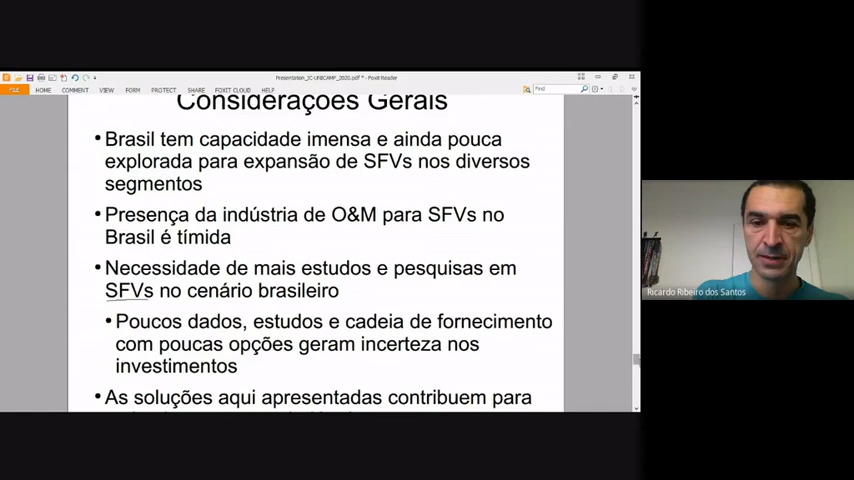 Presentation_IC-UNICAMP_2020.pdf * - Foxit Reader
FILE HOME COMMENT VIEW FORM PROTECT SHARE FOXIT CLOUD HELP
Find
Considerações Gerais
• Brasil tem capacidade imensa e ainda pouca
explorada para expansão de SFVs nos diversos
segmentos
• Presença da indústria de O&M para SFVs no
Brasil é tímida
• Necessidade de mais estudos e pesquisas em
SFVs no cenário brasileiro
• Poucos dados, estudos e cadeia de fornecimento
com poucas opções geram incerteza nos
investimentos
• As soluções aqui apresentadas contribuem para
Ricardo Ribeiro dos Santos